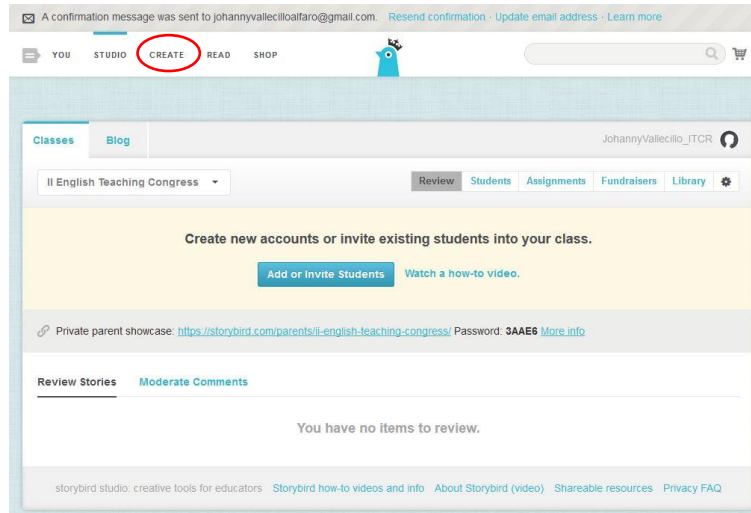 A confirmation message was sent to johannyvallecilloalfaro@gmail.com. Resend confirmation · Update email address · Learn more
YOU STUDIO CREATE READ SHOP
Classes Blog JohannyVallecillo_ITCR
II English Teaching Congress Review Students Assignments Fundraisers Library
Create new accounts or invite existing students into your class.
Add or Invite Students Watch a how-to video.
Private parent showcase: https://storybird.com/parents/ii-english-teaching-congress/ Password: 3AAE6 More info
Review Stories Moderate Comments
You have no items to review.
storybird studio: creative tools for educators Storybird how-to videos and info About Storybird (video) Shareable resources Privacy FAQ